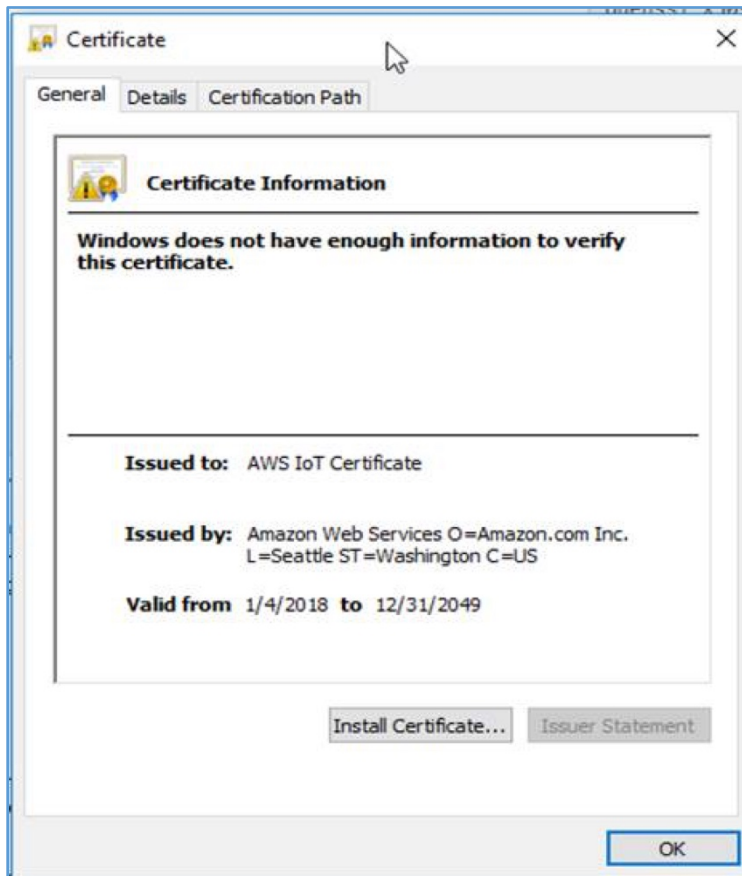 Certificate
General Details Certification Path
Certificate Information
Windows does not have enough information to verify
this certificate.
Issued to: AWS IoT Certificate
Issued by: Amazon Web Services O=Amazon.com Inc.
L=Seattle ST=Washington C=US
Valid from 1/4/2018 to 12/31/2049
Install Certificate... Issuer Statement
OK